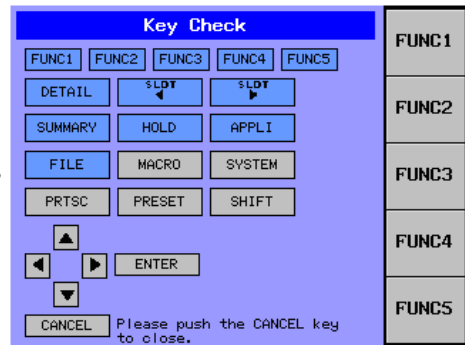 Key Check
FUNC1 FUNC2 FUNC3 FUNC4 FUNC5
DETAIL SLOT SLOT
SUMMARY HOLD APPLI
FILE MACRO SYSTEM
PRTSC PRESET SHIFT
ENTER
CANCEL Please push the CANCEL key
to close.
FUNC1
FUNC2
FUNC3
FUNC4
FUNC5